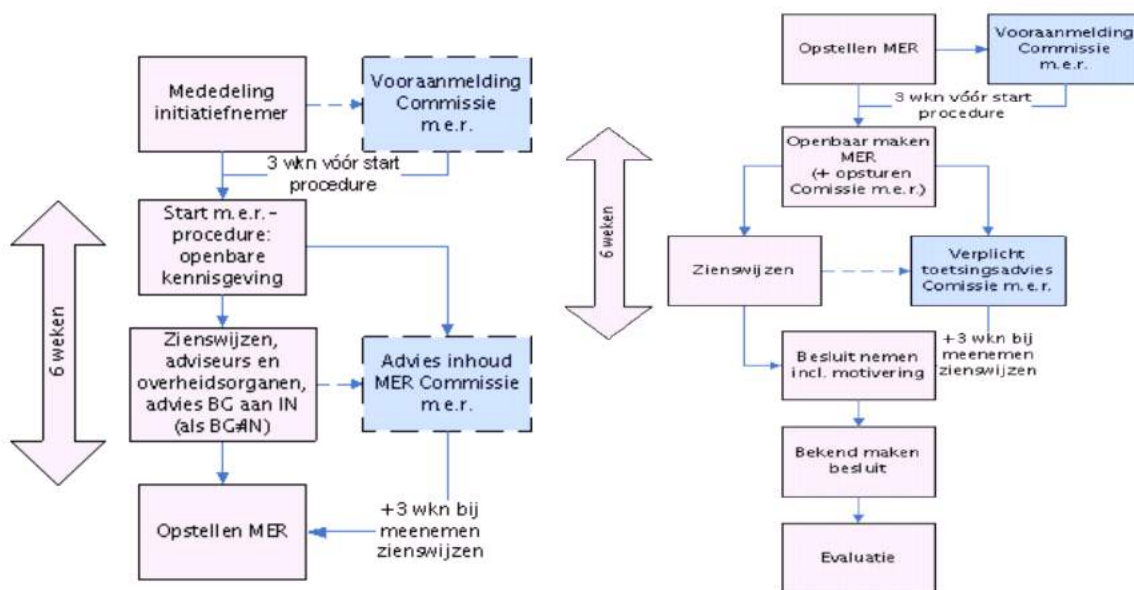 Mededeling
initiatiefnemer
Vooraanmelding
Commissie
m.e.r.
3 wkn vóór start
procedure
Start m.e.r.–
procedure:
openbare
kennisgeving
6 weken
Zienswijzen,
adviseurs en
overheidsorganen,
advies BG aan IN
(als BG≠IN)
Advies inhoud
MER Commissie
m.e.r.
Opstellen MER
+3 wkn bij
meenemen
zienswijzen
Opstellen MER
Vooraanmelding
Commissie
m.e.r.
3 wkn vóór start
procedure
Openbaar maken
MER
(+ opsturen
Comissie m.e.r.)
6 weken
Zienswijzen
Verplicht
toetsingsadvies
Comissie m.e.r.
+3 wkn bij
meenemen
zienswijzen
Besluit nemen
incl. motivering
Bekend maken
besluit
Evaluatie